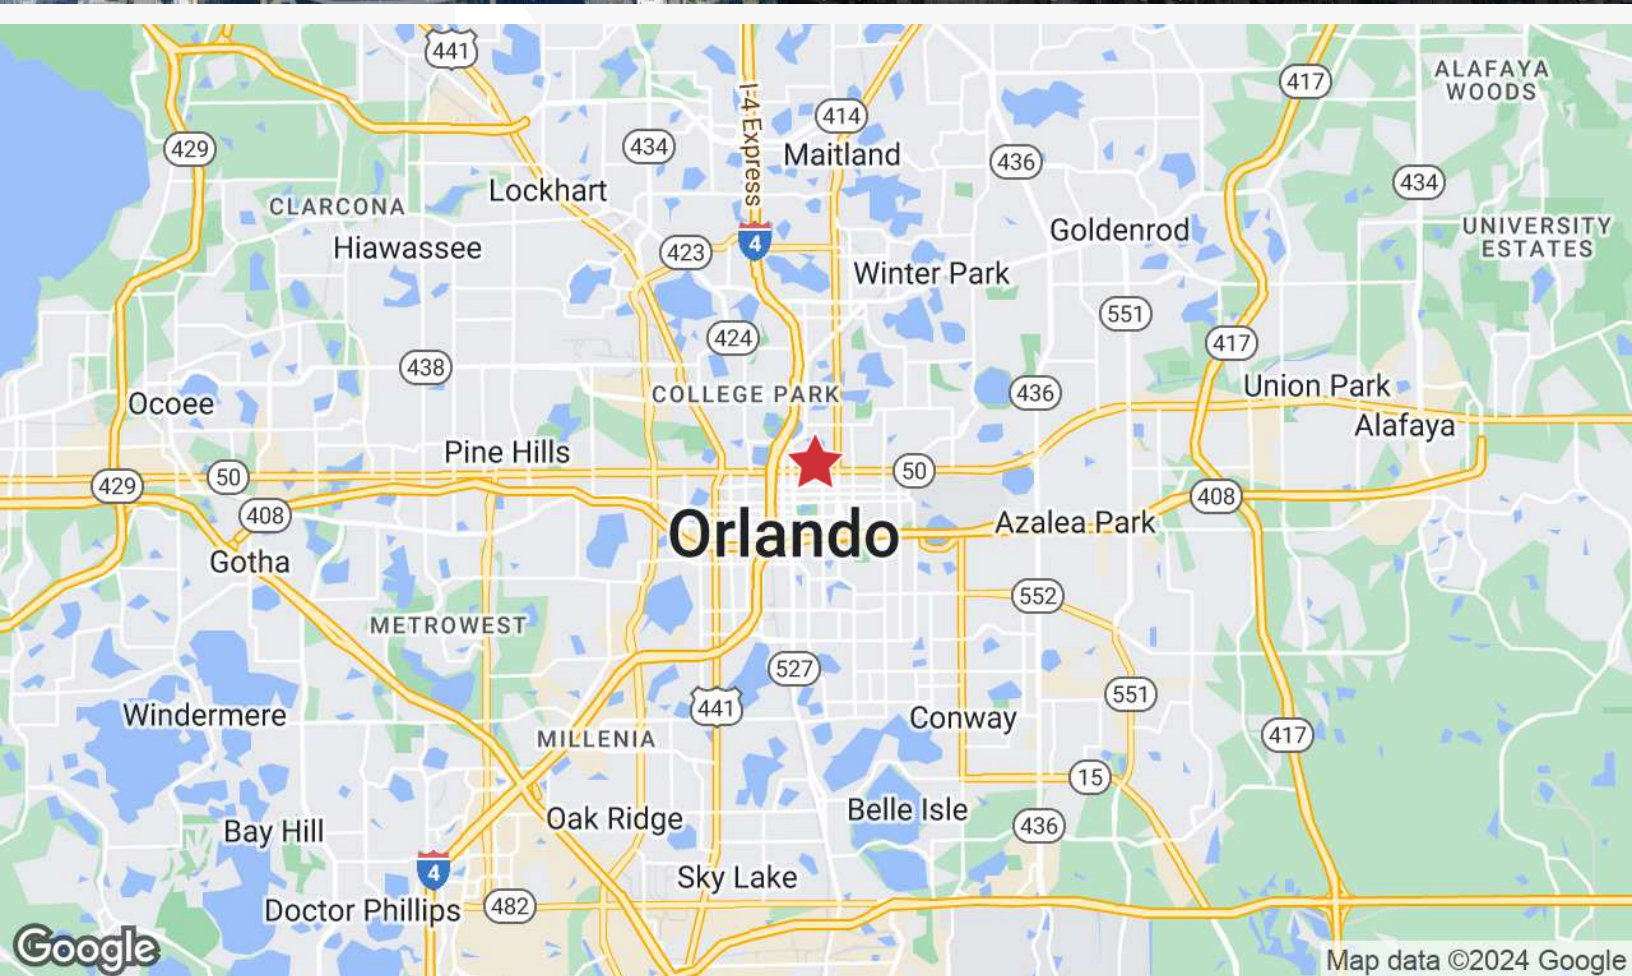 441
417
ALAFAYA
WOODS
I-4 Express
414
429
434
Maitland
436
434
Lockhart
CLARCONA
Hiawassee
423
4
Goldenrod
UNIVERSITY
ESTATES
Winter Park
551
424
417
438
COLLEGE PARK
436
Union Park
Ocoee
Alafaya
Pine Hills
50
50
429
408
408
Orlando
Azalea Park
Gotha
552
METROWEST
527
551
441
Windermere
Conway
MILLENIA
417
15
Oak Ridge
Belle Isle
Bay Hill
436
4
Sky Lake
Doctor Phillips
482
Google
Map data ©2024 Google